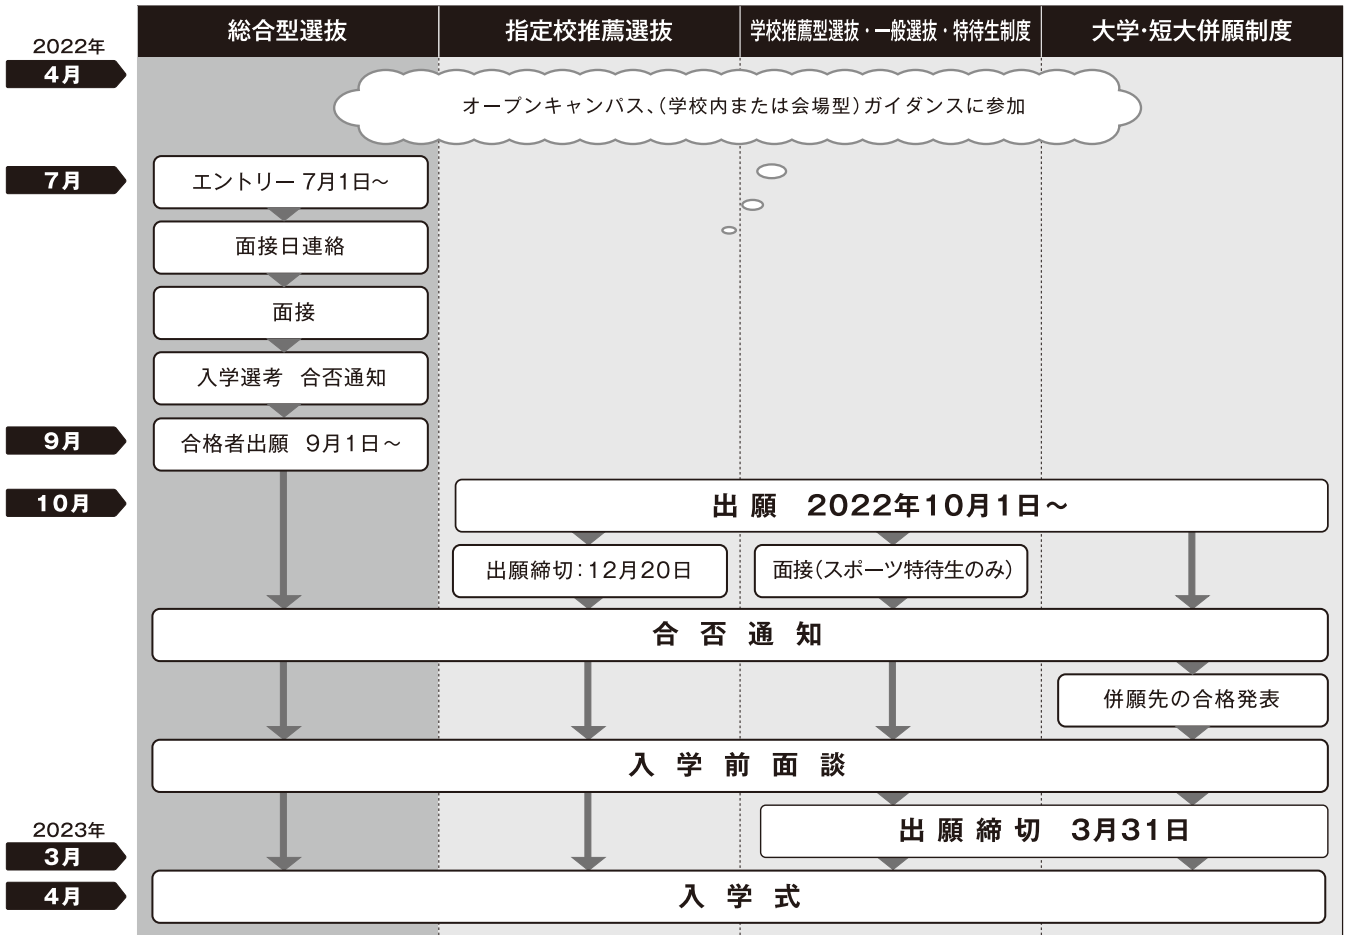 総合型選抜
指定校推薦選抜
学校推薦型選抜・一般選抜・特待生制度
大学・短大併願制度
2022年
4月
オープンキャンパス、(学校内または会場型)ガイダンスに参加
7月
エントリー 7月1日～
面接日連絡
面接
入学選考 合否通知
9月
合格者出願 9月1日～
10月
出願 2022年10月1日～
出願締切:12月20日
面接(スポーツ特待生のみ)
合否通知
併願先の合格発表
入学前面談
2023年
3月
出願締切 3月31日
4月
入学式